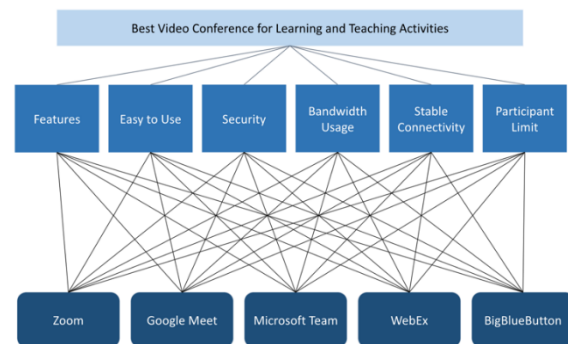 Best Video Conference for Learning and Teaching Activities
Features
Easy to Use
Security
Bandwidth
Usage
Stable
Connectivity
Participant
Limit
Zoom
Google Meet
Microsoft Team
WebEx
BigBlueButton